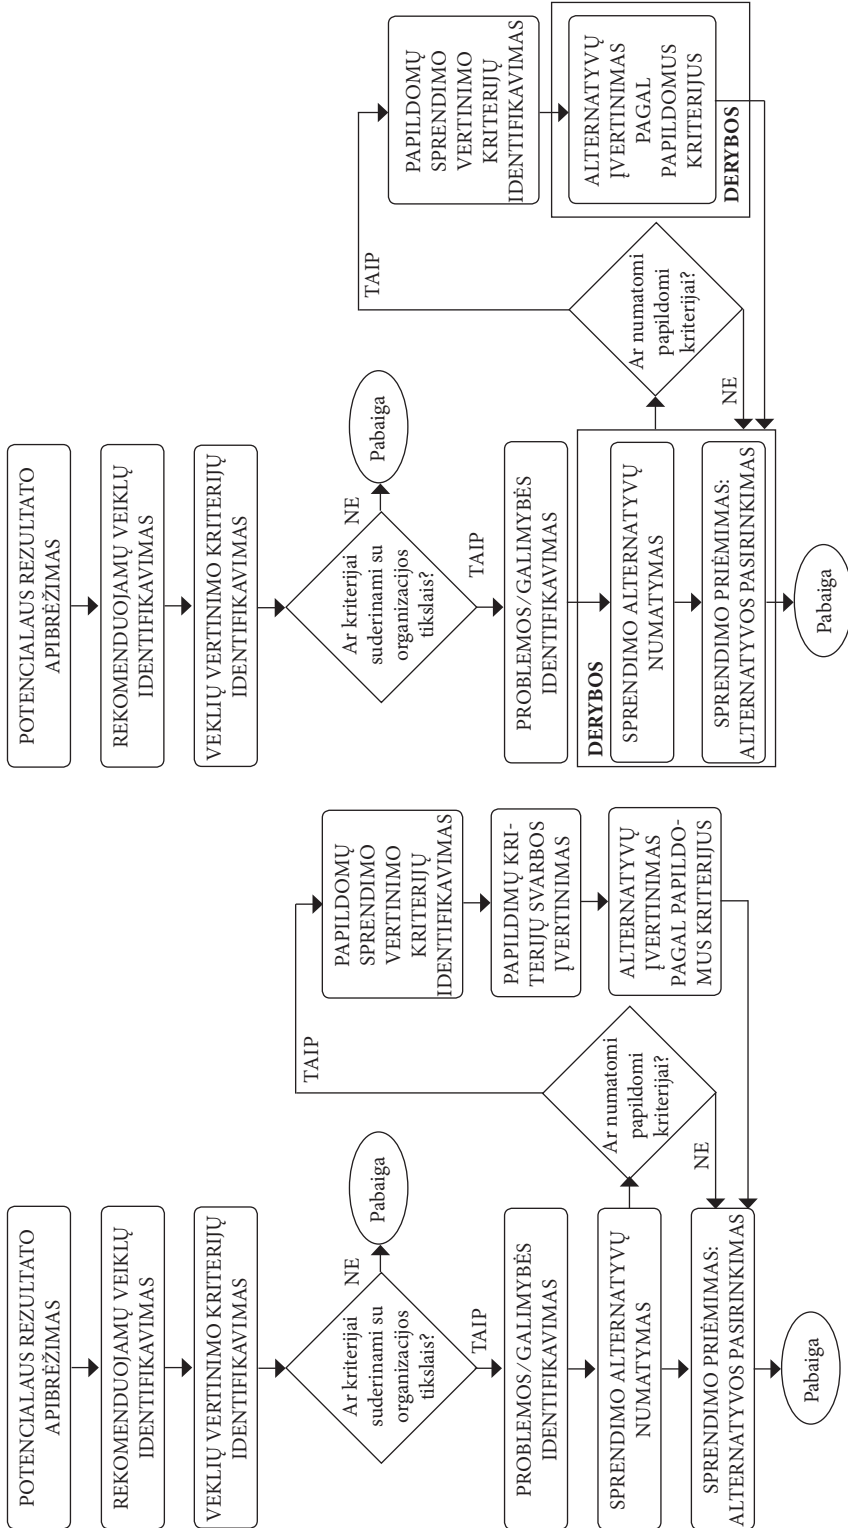 POTENCIALAUS REZULTATO
APIBRĖŽIMAS
REKOMENDUOJAMŲ VEIKLŲ
IDENTIFIKAVIMAS
VEKLIŲ VERTINIMO KRITERIJŲ
IDENTIFIKAVIMAS
Ar kriterijai
suderinami su
organizacijos
tikslais?
NE
Pabaiga
TAIP
PROBLEMOS/GALIMYBĖS
IDENTIFIKAVIMAS
SPRENDIMO ALTERNATYVŲ
NUMATYMAS
Ar numatomi
papildomi
kriterijai?
TAIP
NE
PAPILDOMŲ
SPRENDIMO
VERTINIMO
KRITERIJŲ
IDENTIFIKAVIMAS
PAPILDIMŲ KRI-
TERIJŲ SVARBOS
ĮVERTINIMAS
ALTERNATYVŲ
ĮVERTINIMAS
PAGAL PAPILDO-
MUS KRITERIJUS
SPRENDIMO PRIĖMIMAS:
ALTERNATYVOS PASIRINKIMAS
Pabaiga
POTENCIALAUS REZULTATO
APIBRĖŽIMAS
REKOMENDUOJAMŲ VEIKLŲ
IDENTIFIKAVIMAS
VEKLIŲ VERTINIMO KRITERIJŲ
IDENTIFIKAVIMAS
Ar kriterijai
suderinami su
organizacijos
tikslais?
NE
Pabaiga
TAIP
PROBLEMOS/GALIMYBĖS
IDENTIFIKAVIMAS
DERYBOS
SPRENDIMO ALTERNATYVŲ
NUMATYMAS
Ar numatomi
papildomi
kriterijai?
TAIP
NE
PAPILDOMŲ
SPRENDIMO
VERTINIMO
KRITERIJŲ
IDENTIFIKAVIMAS
ALTERNATYVŲ
ĮVERTINIMAS
PAGAL
PAPILDOMUS
KRITERIJUS
DERYBOS
SPRENDIMO PRIĖMIMAS:
ALTERNATYVOS PASIRINKIMAS
Pabaiga